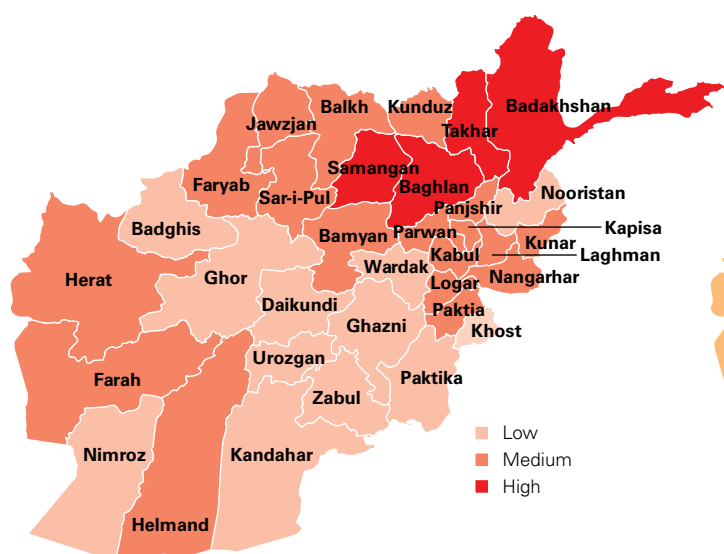 Balkh
Kunduz
Badakhshan
Jawzjan
Takhar
Samangan
Faryab
Baghlan
Sar-i-Pul
Nooristan
Panjshir
Badghis
Bamyan
Parwan
Kapisa
Kunar
Kabul
Laghman
Herat
Ghor
Wardak
Nangarhar
Logar
Daikundi
Paktia
Ghazni
Khost
Urozgan
Farah
Paktika
Zabul
Nimroz
Kandahar
Helmand
Low
Medium
High